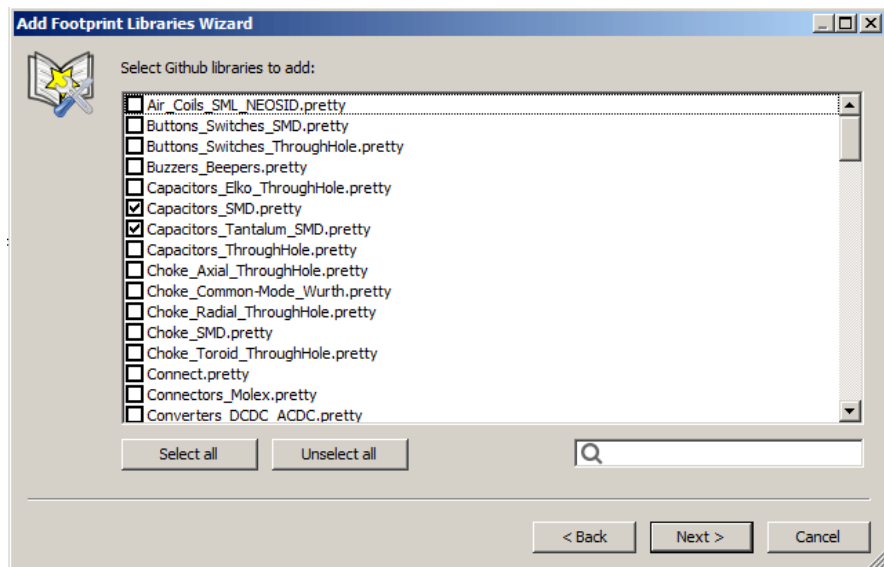 Add Footprint Libraries Wizard
Select Github libraries to add:
Air_Coils_SML_NEOSID.pretty
Buttons_Switches_SMD.pretty
Buttons_Switches_ThroughHole.pretty
Buzzers_Beepers.pretty
Capacitors_Elko_ThroughHole.pretty
Capacitors_SMD.pretty
Capacitors_Tantalum_SMD.pretty
Capacitors_ThroughHole.pretty
Choke_Axial_ThroughHole.pretty
Choke_Common-Mode_Wurth.pretty
Choke_Radial_ThroughHole.pretty
Choke_SMD.pretty
Choke_Toroid_ThroughHole.pretty
Connect.pretty
Connectors_Molex.pretty
Converters_DCDC_ACDC.pretty
Select all Unselect all
< Back Next > Cancel